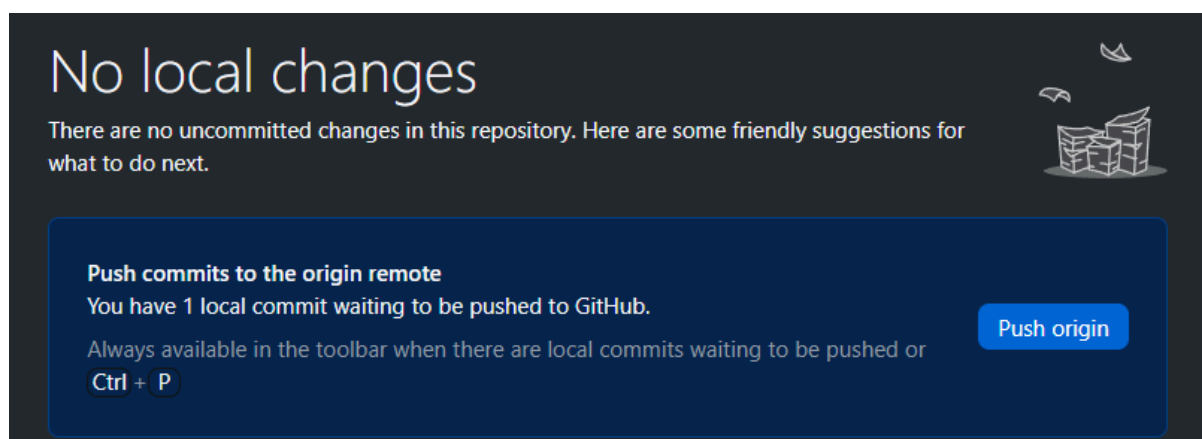 No local changes
There are no uncommitted changes in this repository. Here are some friendly suggestions for
what to do next.
Push commits to the origin remote
You have 1 local commit waiting to be pushed to GitHub.
Push origin
Always available in the toolbar when there are local commits waiting to be pushed or
Ctrl + P